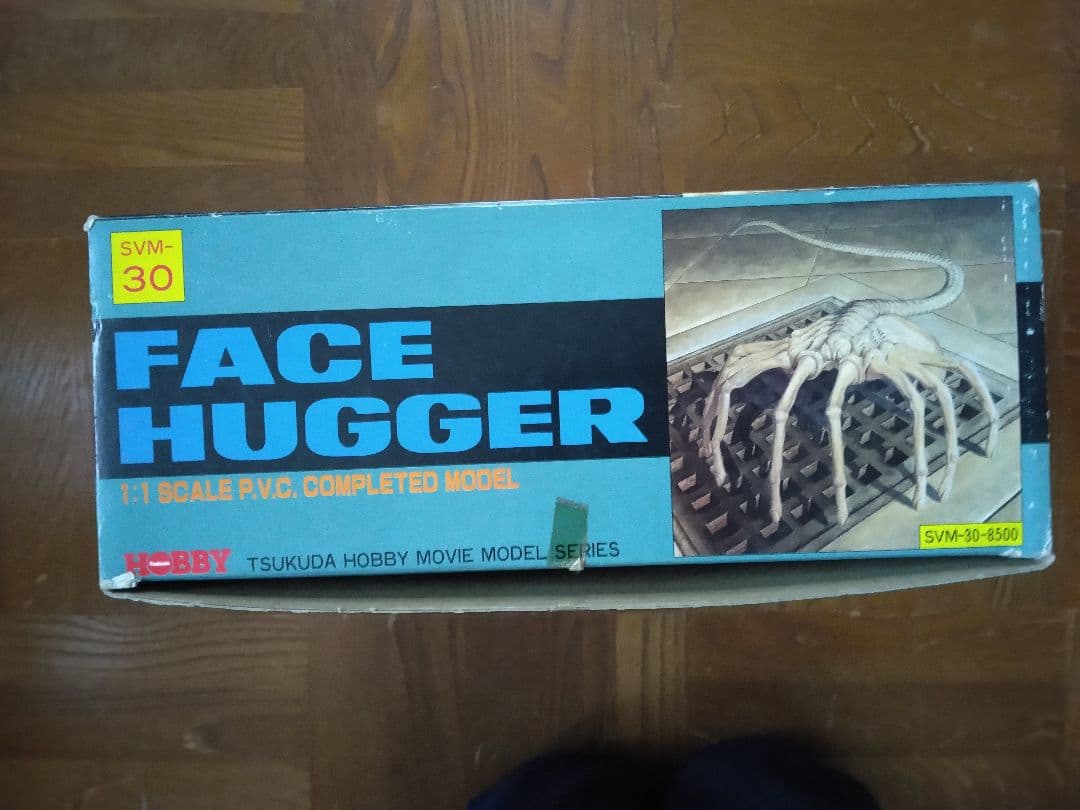 SVM-
30
FACE
HUGGER
1:1 SCALE P.V.C. COMPLETED MODEL
HOBBY TSUKUDA HOBBY MOVIE MODEL SERIES
SVM-30-8500